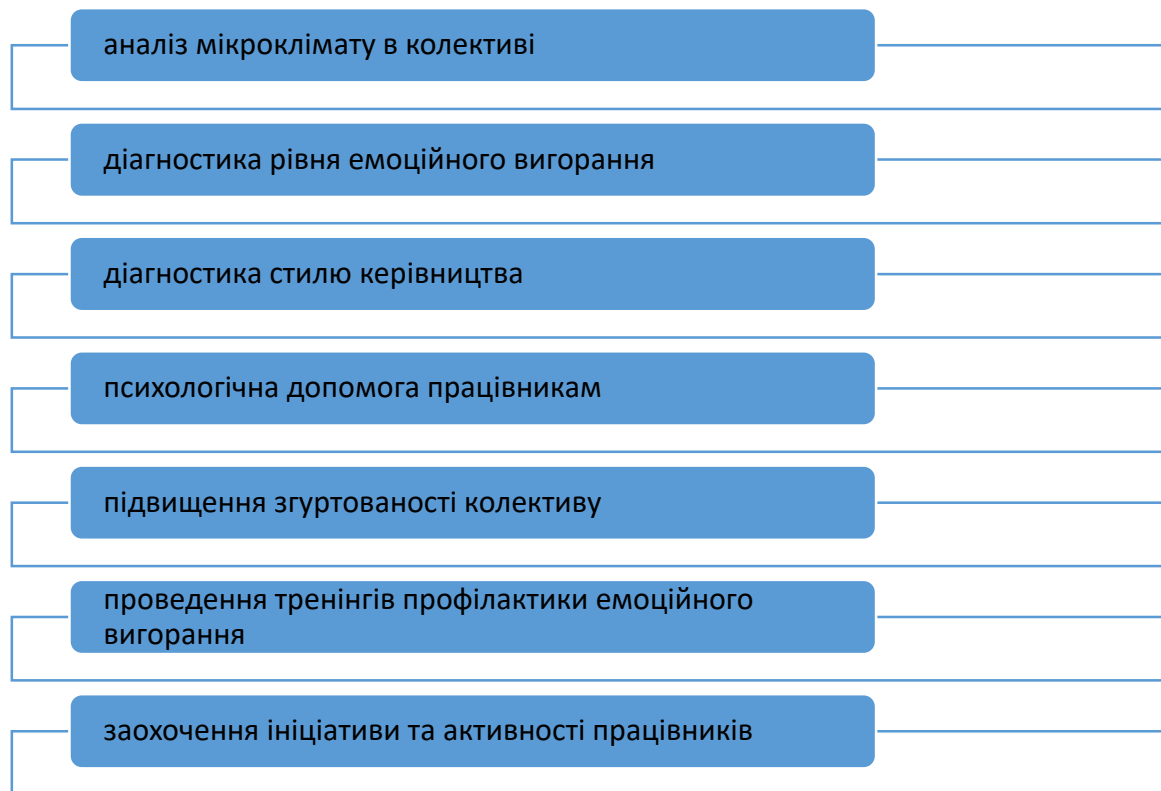 аналіз мікроклімату в колективі
діагностика рівня емоційного вигорання
діагностика стилю керівництва
психологічна допомога працівникам
підвищення згуртованості колективу
проведення тренінгів профілактики емоційного
вигорання
заохочення ініціативи та активності працівників